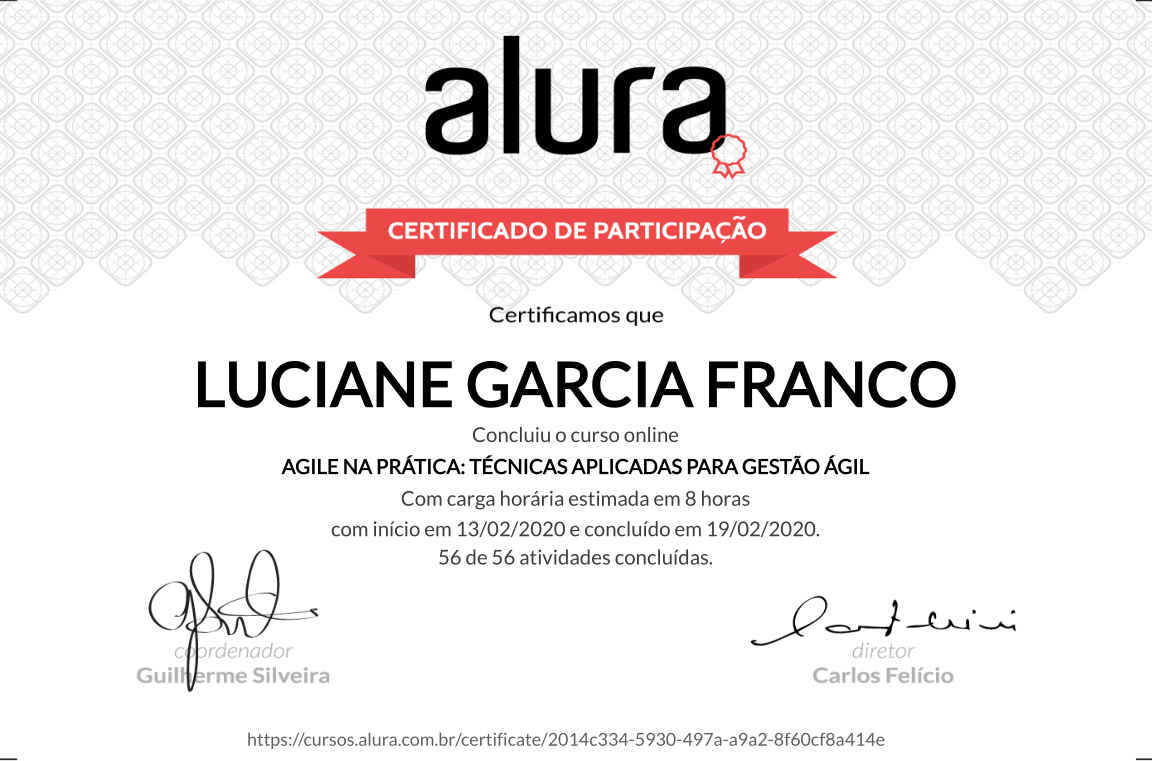 alura
CERTIFICADO DE PARTICIPAÇÃO
Certificamos que
LUCIANE GARCIA FRANCO
Concluiu o curso online
AGILE NA PRÁTICA: TÉCNICAS APLICADAS PARA GESTÃO ÁGIL
Com carga horária estimada em 8 horas
com início em 13/02/2020 e concluído em 19/02/2020.
56 de 56 atividades concluídas.
coordenador
Guilherme Silveira
diretor
Carlos Felício
https://cursos.alura.com.br/certificate/2014c334-5930-497a-a9a2-8f60cf8a414e